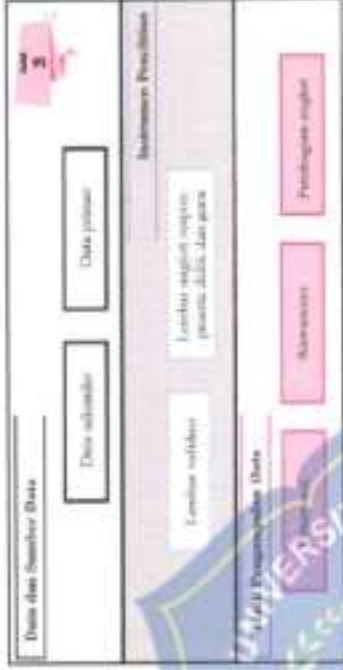 Data dan Sumber Data
Data sekunder
Data primer
Instrumen Penelitian
Lembar validasi
Lembar angket respon
peserta didik dan guru
Pengumpulan Data
Wawancara
Pembagian angket
UNIVERSI